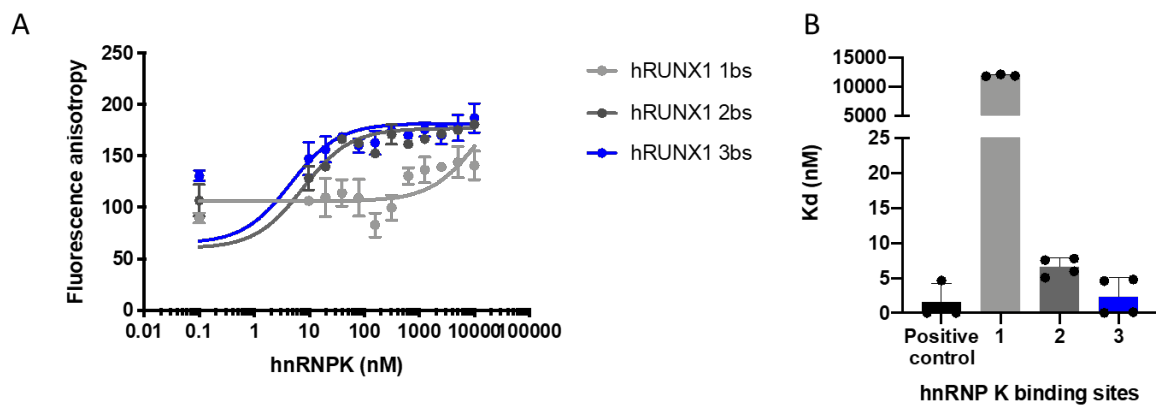 A
250
200
150
100
50
0
Fluorescence anisotropy
0.01 0.1 1 10 100 1000 10000 100000
hnRNPK (nM)
hRUNX1 1bs
hRUNX1 2bs
hRUNX1 3bs
B
15000
10000
5000
25
20
15
10
5
0
Kd (nM)
Positive control 1 2 3
hnRNP K binding sites